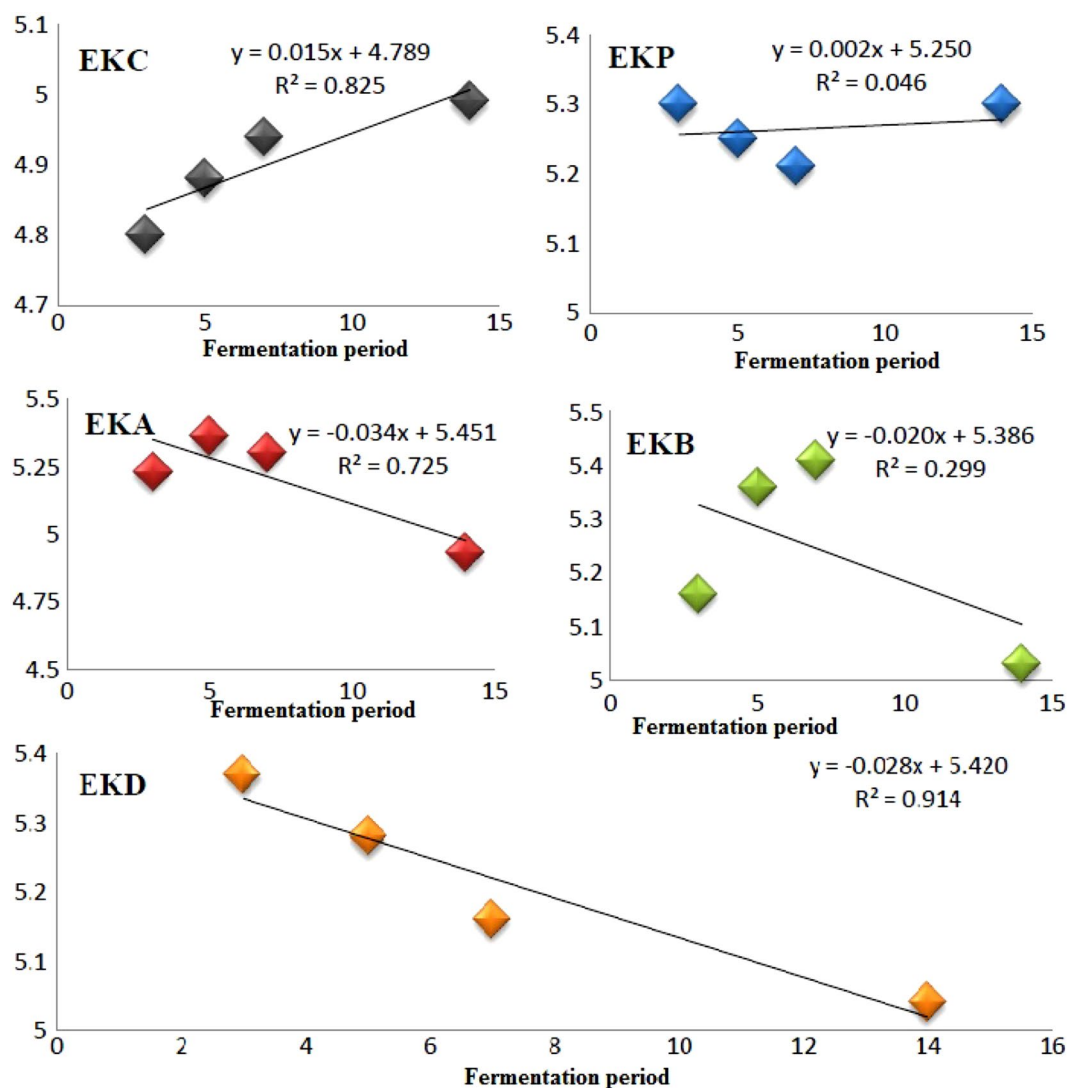 EKC
y = 0.015x + 4.789
R² = 0.825
5.1
5
4.9
4.8
4.7
0 5 10 15
Fermentation period
EKP
y = 0.002x + 5.250
R² = 0.046
5.4
5.3
5.2
5.1
5
0 5 10 15
Fermentation period
EKA
y = -0.034x + 5.451
R² = 0.725
5.5
5.25
5
4.75
4.5
0 5 10 15
Fermentation period
EKB
y = -0.020x + 5.386
R² = 0.299
5.5
5.4
5.3
5.2
5.1
5
0 5 10 15
Fermentation period
EKD
y = -0.028x + 5.420
R² = 0.914
5.4
5.3
5.2
5.1
5
0 2 4 6 8 10 12 14 16
Fermentation period